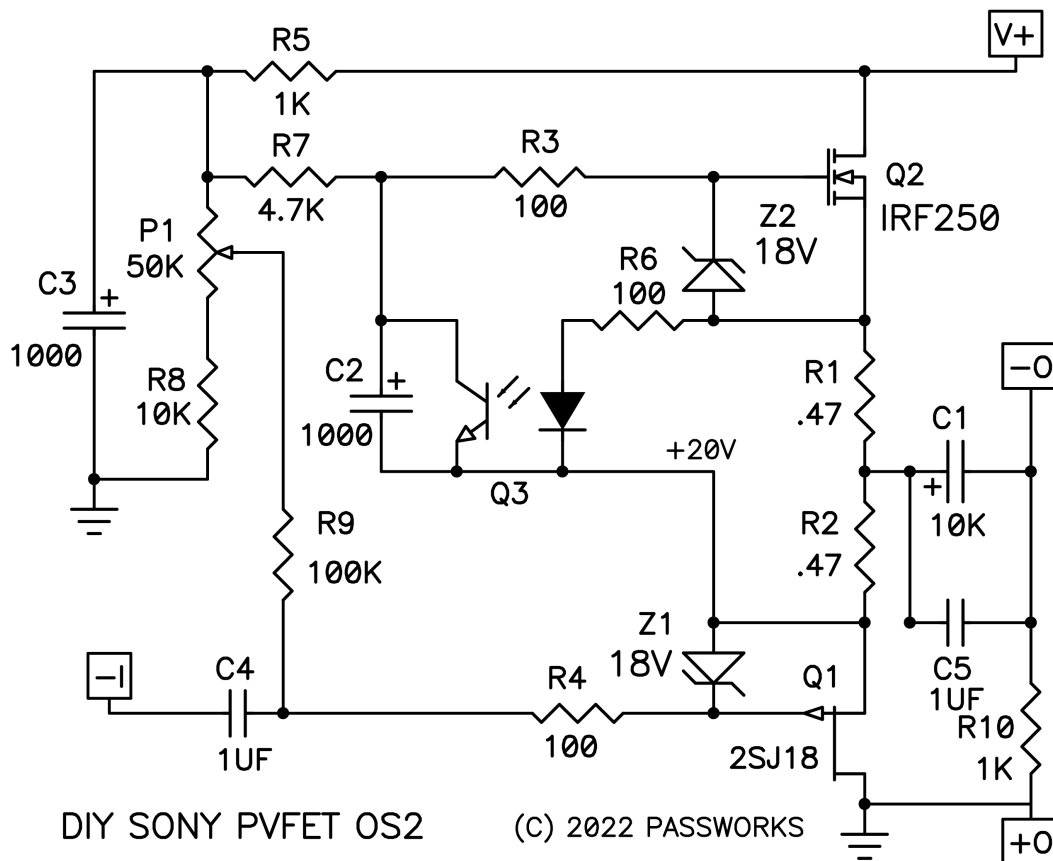 R5
V+
1K
R7
R3
4.7K
100
Q2
IRF250
Z2
18V
P1
50K
R6
100
C3
+
1000
R8
10K
C2
+
1000
R1
.47
-O
C1
+
10K
+20V
Q3
R2
.47
R9
100K
Z1
18V
C5
1UF
-I
C4
1UF
R4
100
Q1
2SJ18
R10
1K
DIY SONY PVFET OS2
(C) 2022 PASSWORKS
+O